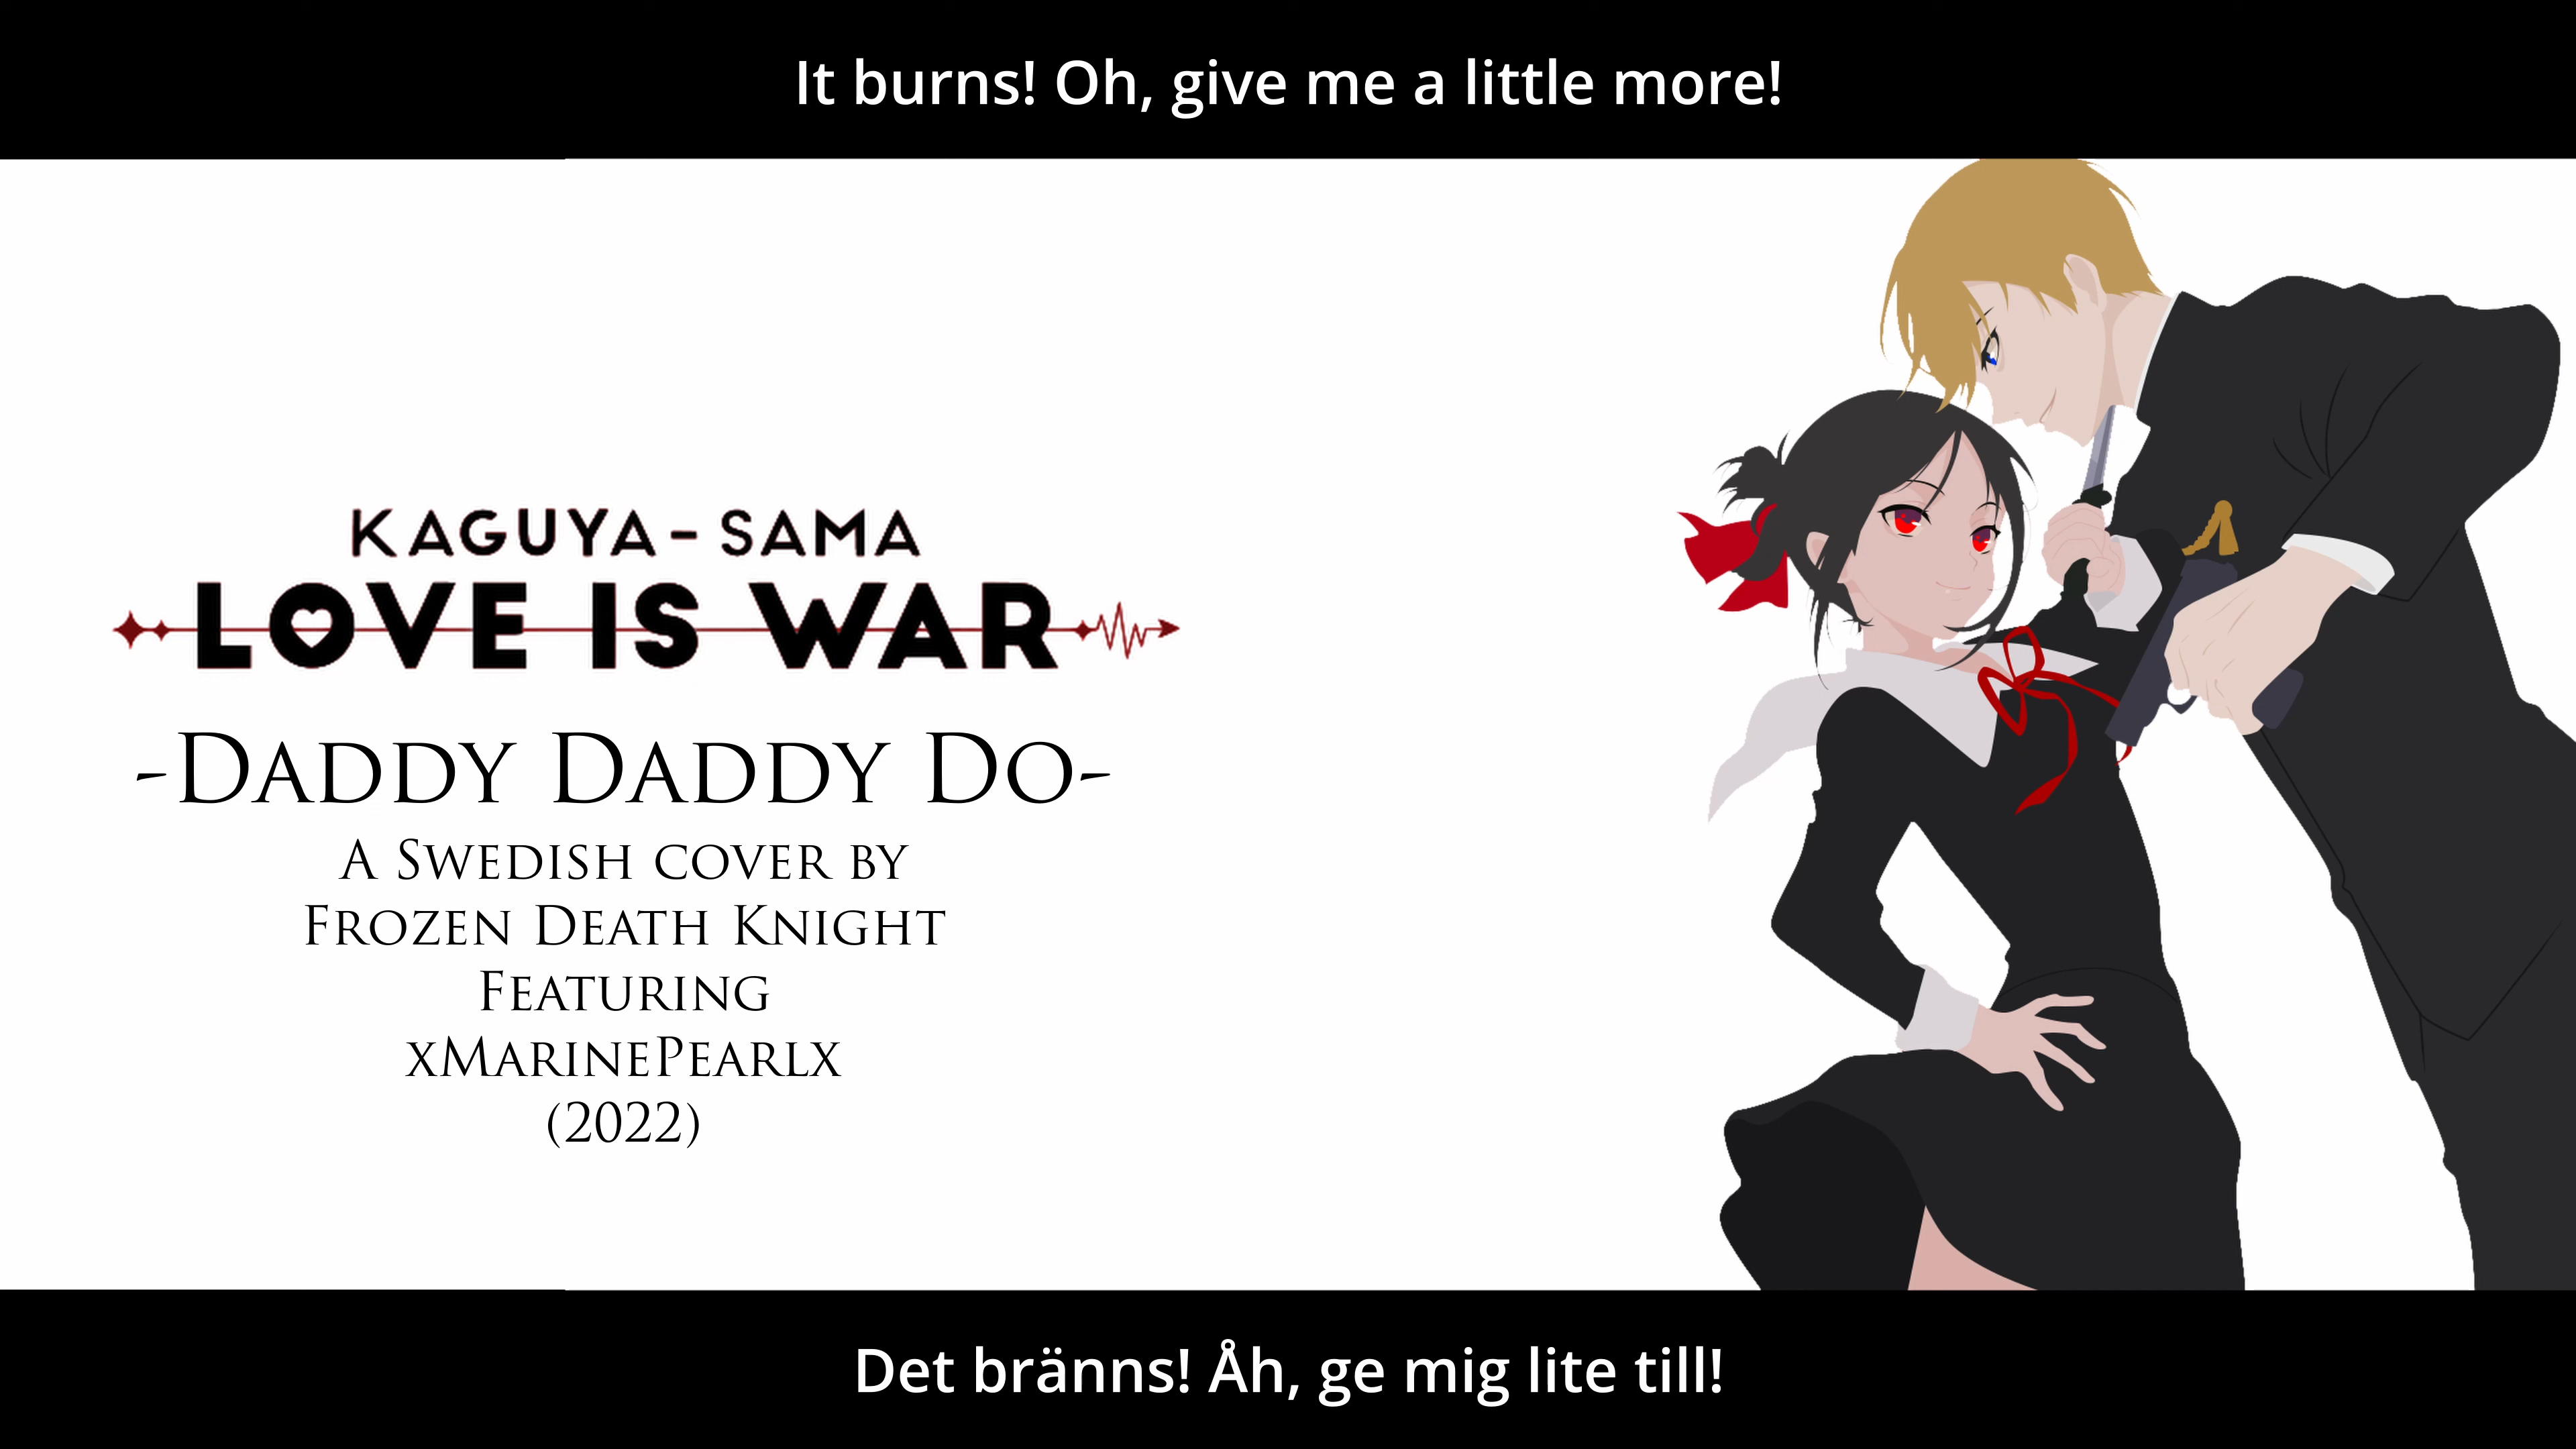 It burns! Oh, give me a little more!
KAGUYA-SAMA
LOVE IS WAR
-Daddy Daddy Do-
A Swedish cover by
Frozen Death Knight
Featuring
xMarinePearlx
(2022)
Det bränns! Åh, ge mig lite till!